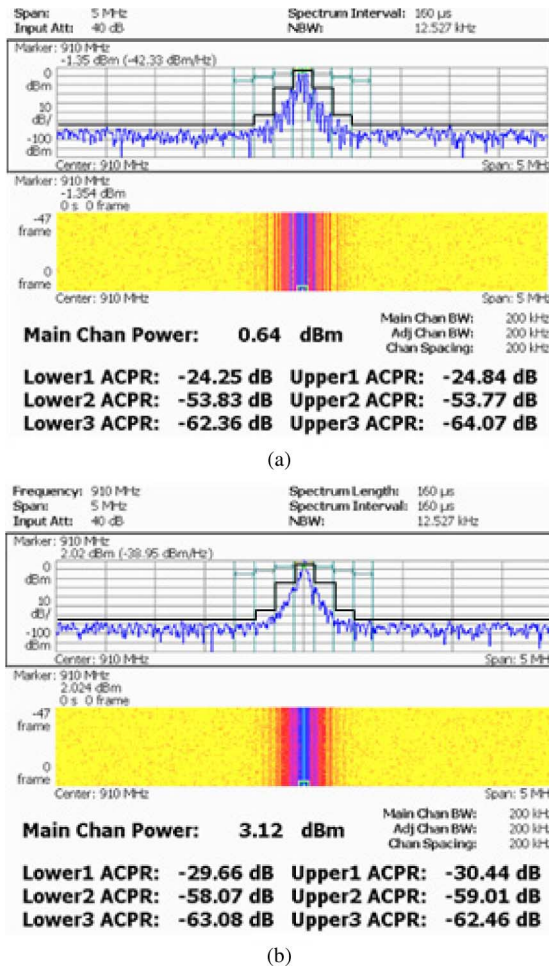 Span: 5 MHz Spectrum Interval: 160 µs
Input Att: 40 dB NBW: 12.527 kHz
Marker: 910 MHz
-1.35 dBm (-42.33 dBm/Hz)
0
dBm
10
dB/
-100
dBm
Center: 910 MHz Span: 5 MHz
Marker: 910 MHz
-1.354 dBm
0 s 0 frame
-47
frame
0
frame
Center: 910 MHz Span: 5 MHz
Main Chan BW: 200 kHz
Main Chan Power: 0.64 dBm Adj Chan BW: 200 kHz
Chan Spacing: 200 kHz
Lower1 ACPR: -24.25 dB Upper1 ACPR: -24.84 dB
Lower2 ACPR: -53.83 dB Upper2 ACPR: -53.77 dB
Lower3 ACPR: -62.36 dB Upper3 ACPR: -64.07 dB
(a)
Frequency: 910 MHz Spectrum Length: 160 µs
Span: 5 MHz Spectrum Interval: 160 µs
Input Att: 40 dB NBW: 12.527 kHz
Marker: 910 MHz
2.02 dBm (-38.95 dBm/Hz)
0
dBm
10
dB/
-100
dBm
Center: 910 MHz Span: 5 MHz
Marker: 910 MHz
2.024 dBm
0 s 0 frame
-47
frame
0
frame
Center: 910 MHz Span: 5 MHz
Main Chan BW: 200 kHz
Main Chan Power: 3.12 dBm Adj Chan BW: 200 kHz
Chan Spacing: 200 kHz
Lower1 ACPR: -29.66 dB Upper1 ACPR: -30.44 dB
Lower2 ACPR: -58.07 dB Upper2 ACPR: -59.01 dB
Lower3 ACPR: -63.08 dB Upper3 ACPR: -62.46 dB
(b)